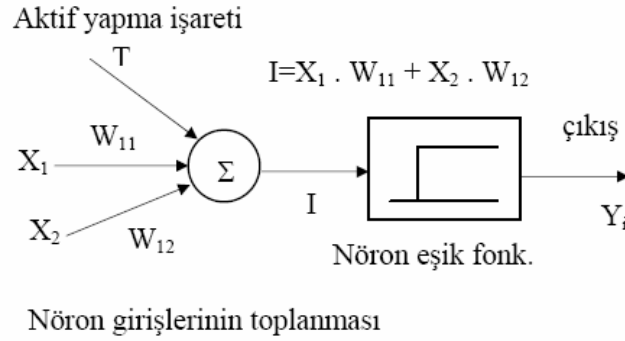 Aktif yapma işareti
T
I=X₁ . W₁₁ + X₂ . W₁₂
W₁₁
çıkış
X₁
Σ
I
X₂
W₁₂
Yᵢ
Nöron eşik fonk.
Nöron girişlerinin toplanması